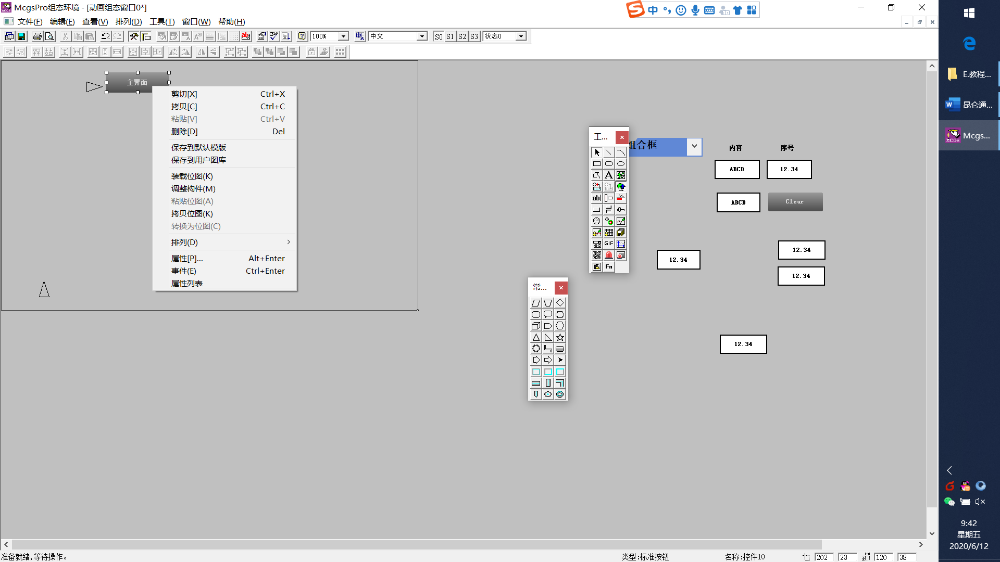 McgsPro组态环境 - [动画组态窗口0*]
中
文件(F) 编辑(E) 查看(V) 排列(D) 工具(T) 窗口(W) 帮助(H)
100% 中文 S0 S1 S2 S3 状态0
主界面
剪切[X] Ctrl+X
拷贝[C] Ctrl+C
粘贴[V] Ctrl+V
删除[D] Del
保存到默认模版
保存到用户图库
装载位图(K)
调整构件(M)
粘贴位图(A)
拷贝位图(K)
转换为位图(C)
排列(D)
属性[P]... Alt+Enter
事件(E) Ctrl+Enter
属性列表
工...
组合框
ab|
GIF
Fn
常...
内容 序号
ABCD 12.34
ABCD Clear
12.34
12.34
12.34
12.34
E.教程...
昆仑通...
Mcgs...
9:42
星期五
2020/6/12
准备就绪,等待操作。 类型:标准按钮 名称:控件10 202 23 120 38